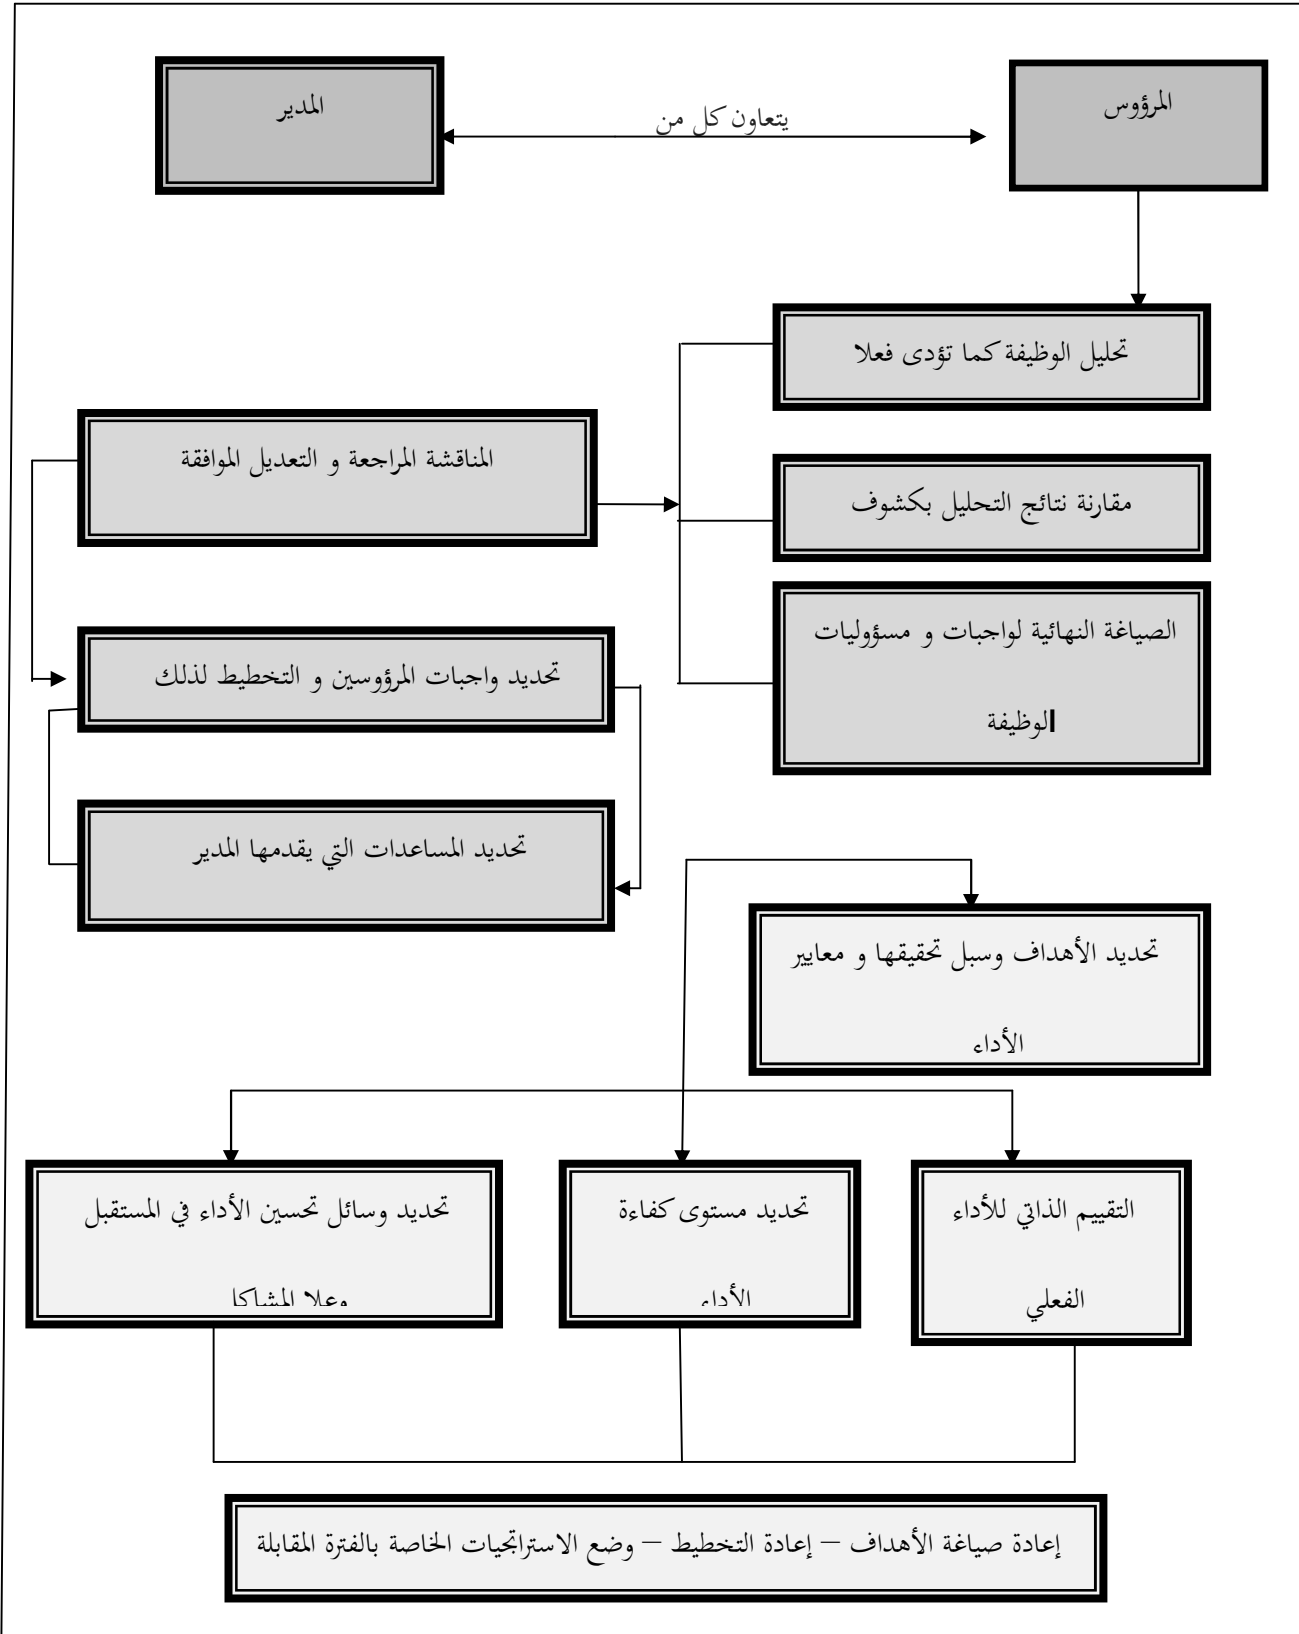 المرؤوس
يتعاون كل من
المدير
تحليل الوظيفة كما تؤدى فعلا
المناقشة المراجعة و التعديل الموافقة
مقارنة نتائج التحليل بكشوف
الصياغة النهائية لواجبات و مسؤوليات
الوظيفة
تحديد واجبات المرؤوسين و التخطيط لذلك
تحديد المساعدات التي يقدمها المدير
تحديد الأهداف وسبل تحقيقها و معايير
الأداء
التقييم الذاتي للأداء
الفعلي
تحديد مستوى كفاءة
الأداء
تحديد وسائل تحسين الأداء في المستقبل
إعادة صياغة الأهداف – إعادة التخطيط – وضع الاستراتجيات الخاصة بالفترة المقابلة